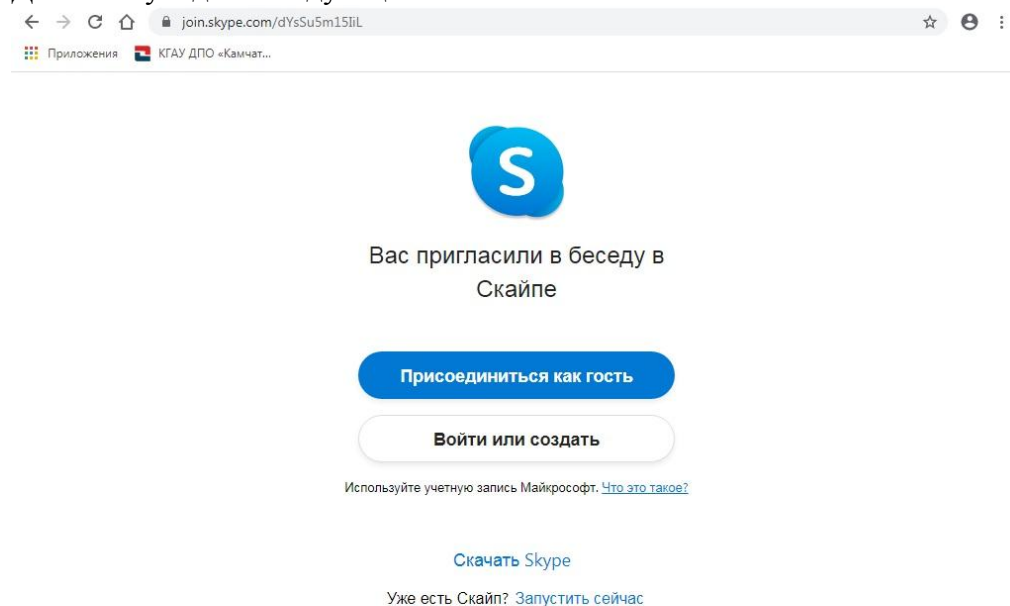 join.skype.com/dYsSu5m15IiL
Приложения КГАУ ДПО «Камчат...
S
Вас пригласили в беседу в
Скайпе
Присоединиться как гость
Войти или создать
Используйте учетную запись Майкрософт. Что это такое?
Скачать Skype
Уже есть Скайп? Запустить сейчас